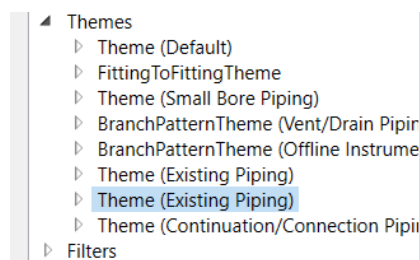 Themes
Theme (Default)
FittingToFittingTheme
Theme (Small Bore Piping)
BranchPatternTheme (Vent/Drain Pipin
BranchPatternTheme (Offline Instrume
Theme (Existing Piping)
Theme (Existing Piping)
Theme (Continuation/Connection Pipi
Filters